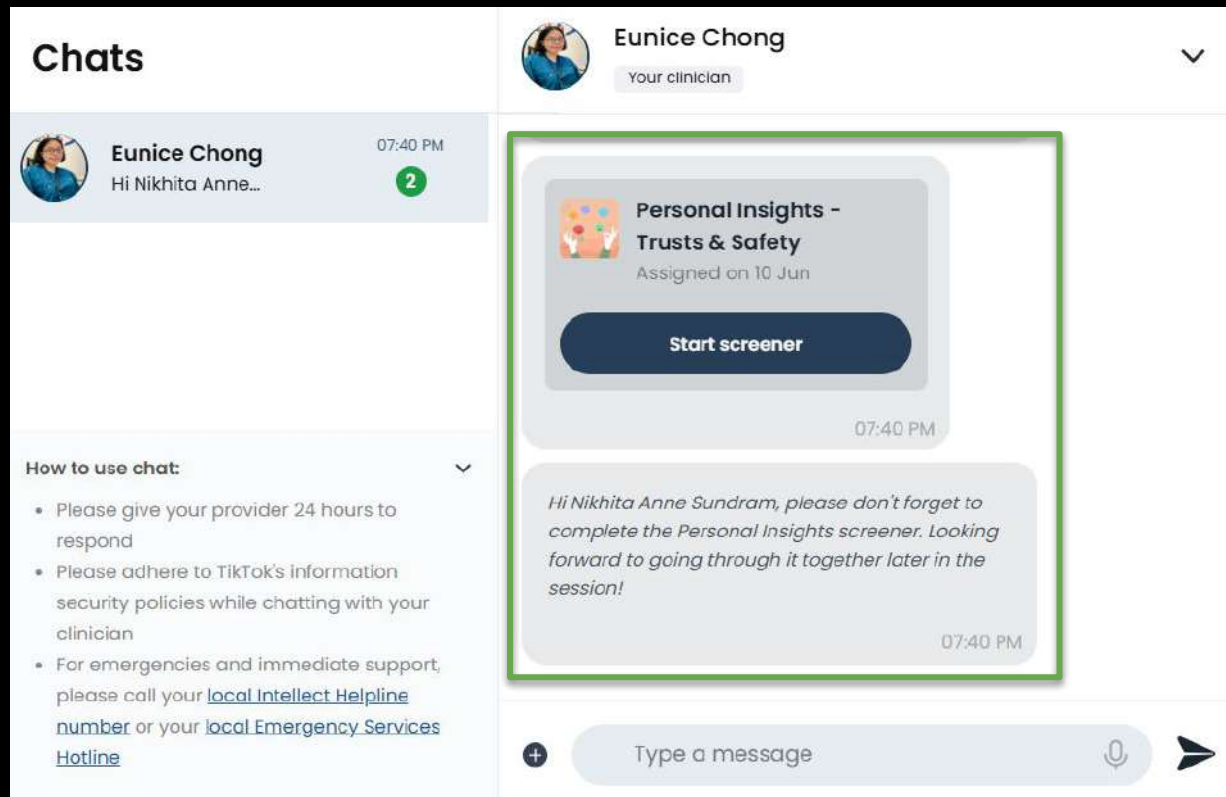 Chats
Eunice Chong
07:40 PM
Hi Nikhita Anne...
2
How to use chat:
• Please give your provider 24 hours to
respond
• Please adhere to TikTok's information
security policies while chatting with your
clinician
• For emergencies and immediate support,
please call your local Intellect Helpline
number or your local Emergency Services
Hotline
Eunice Chong
Your clinician
Personal Insights -
Trusts & Safety
Assigned on 10 Jun
Start screener
07:40 PM
Hi Nikhita Anne Sundram, please don't forget to
complete the Personal Insights screener. Looking
forward to going through it together later in the
session!
07:40 PM
Type a message